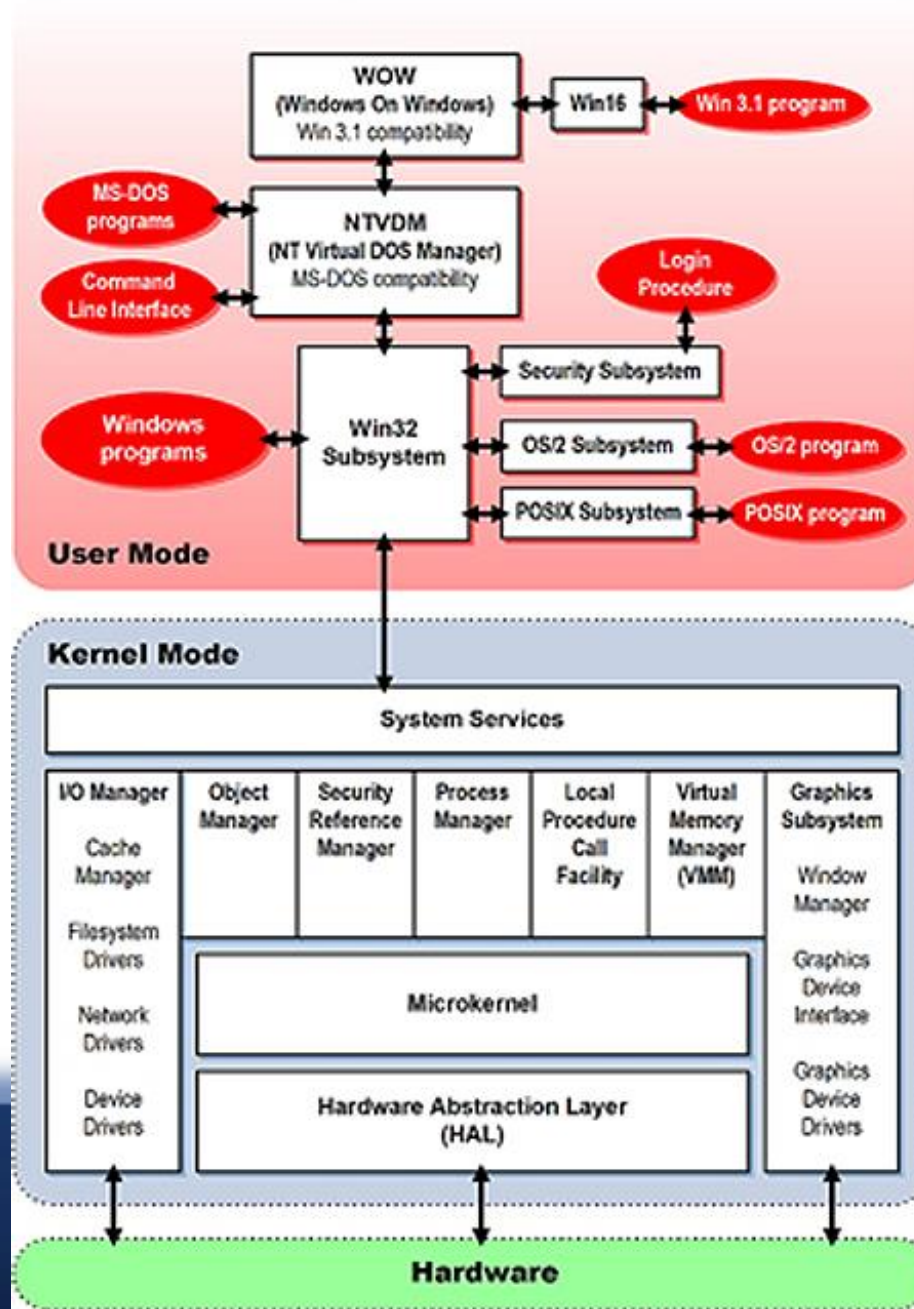 WOW
(Windows On Windows)
Win 3.1 compatibility
Win16
Win 3.1 program
MS-DOS
programs
NTVDM
(NT Virtual DOS Manager)
MS-DOS compatibility
Command
Line Interface
Login
Procedure
Security Subsystem
Windows
programs
Win32
Subsystem
OS/2 Subsystem
OS/2 program
POSIX Subsystem
POSIX program
User Mode
Kernel Mode
System Services
I/O Manager
Cache
Manager
Filesystem
Drivers
Network
Drivers
Device
Drivers
Object
Manager
Security
Reference
Manager
Process
Manager
Local
Procedure
Call
Facility
Virtual
Memory
Manager
(VMM)
Graphics
Subsystem
Window
Manager
Graphics
Device
Interface
Graphics
Device
Drivers
Microkernel
Hardware Abstraction Layer
(HAL)
Hardware